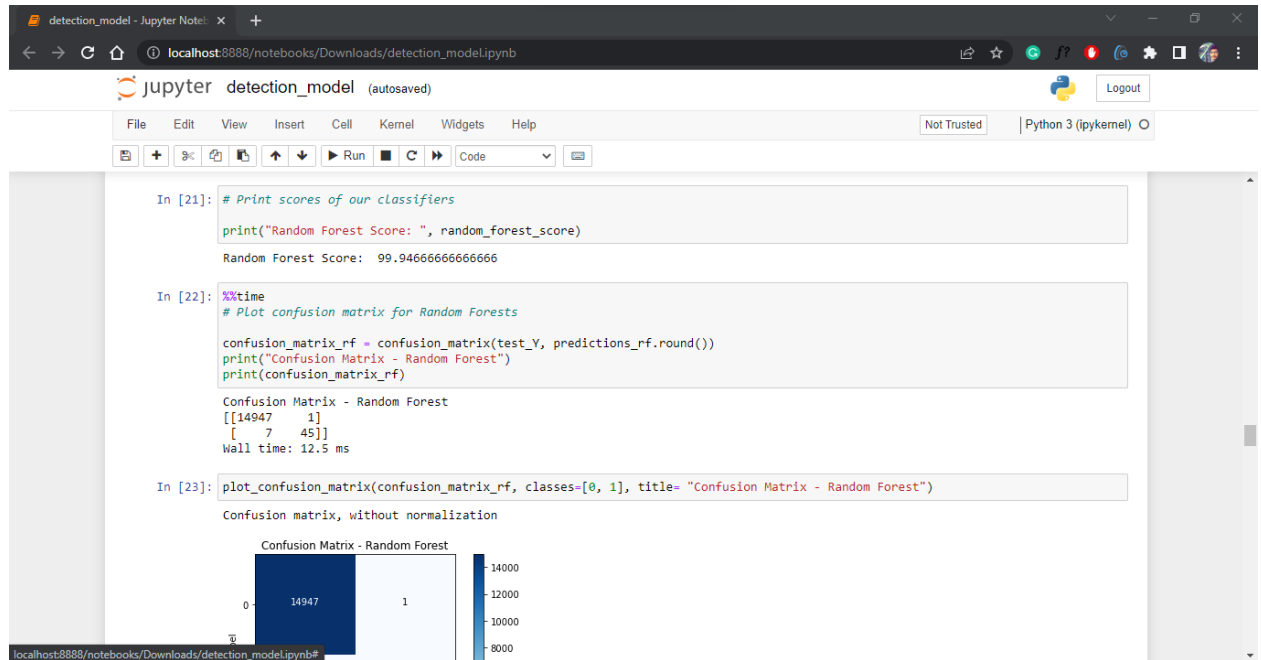 detection_model - Jupyter Noteb
localhost:8888/notebooks/Downloads/detection_model.ipynb
jupyter detection_model (autosaved)
Logout
File Edit View Insert Cell Kernel Widgets Help
Not Trusted Python 3 (ipykernel)
Run Code
In [21]: # Print scores of our classifiers
print("Random Forest Score: ", random_forest_score)
Random Forest Score:  99.94666666666666
In [22]: %%time
# Plot confusion matrix for Random Forests
confusion_matrix_rf = confusion_matrix(test_Y, predictions_rf.round())
print("Confusion Matrix - Random Forest")
print(confusion_matrix_rf)
Confusion Matrix - Random Forest
[[14947     1]
[    7    45]]
Wall time: 12.5 ms
In [23]: plot_confusion_matrix(confusion_matrix_rf, classes=[0, 1], title= "Confusion Matrix - Random Forest")
Confusion matrix, without normalization
Confusion Matrix - Random Forest
14000
12000
0 14947 1
10000
8000
localhost:8888/notebooks/Downloads/detection_model.ipynb#